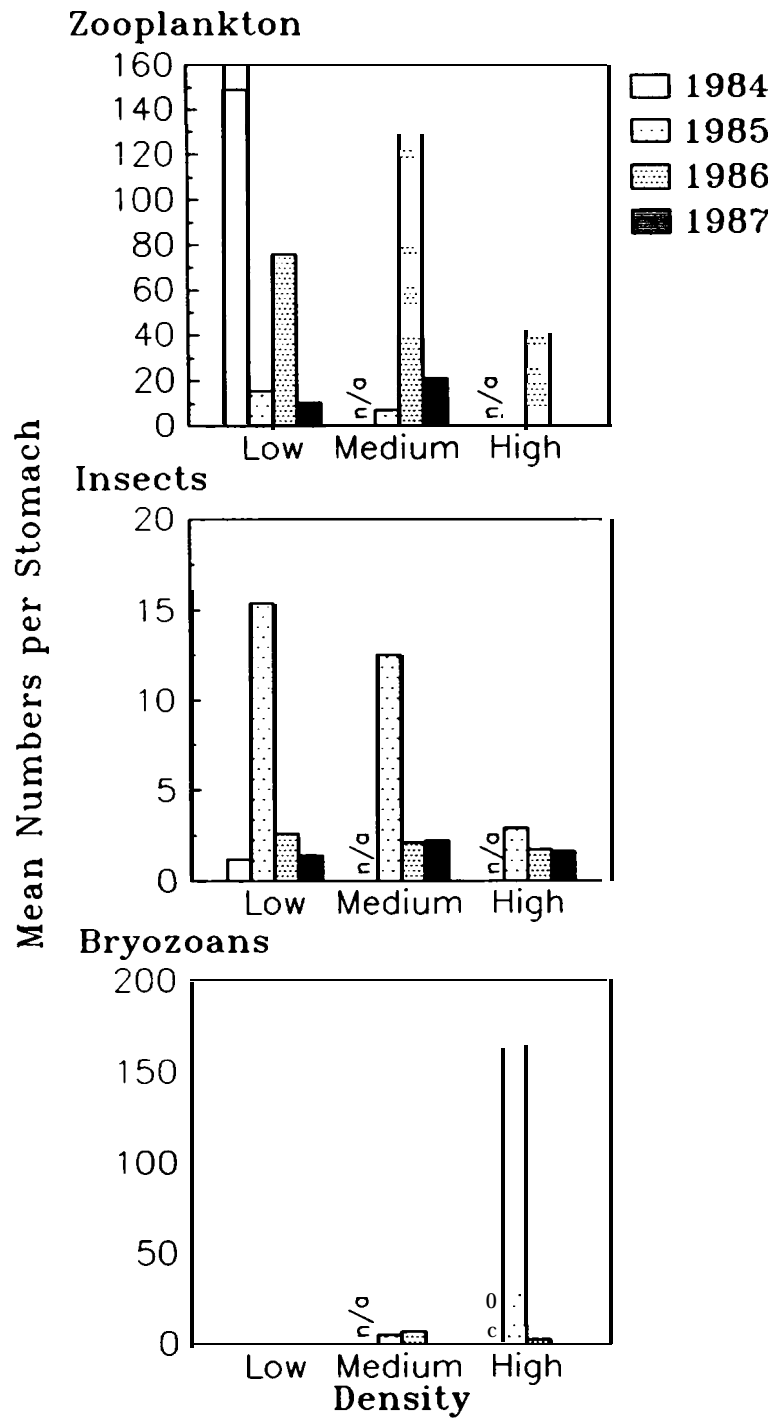 Zooplankton
160
140
120
100
80
60
40
20
0
n/a
n/a
Low Medium High
1984
1985
1986
1987
Mean Numbers per Stomach
Insects
20
15
10
5
0
n/a
n/a
Low Medium High
Bryozoans
200
150
100
50
0
n/a
0
c
Low Medium High
Density